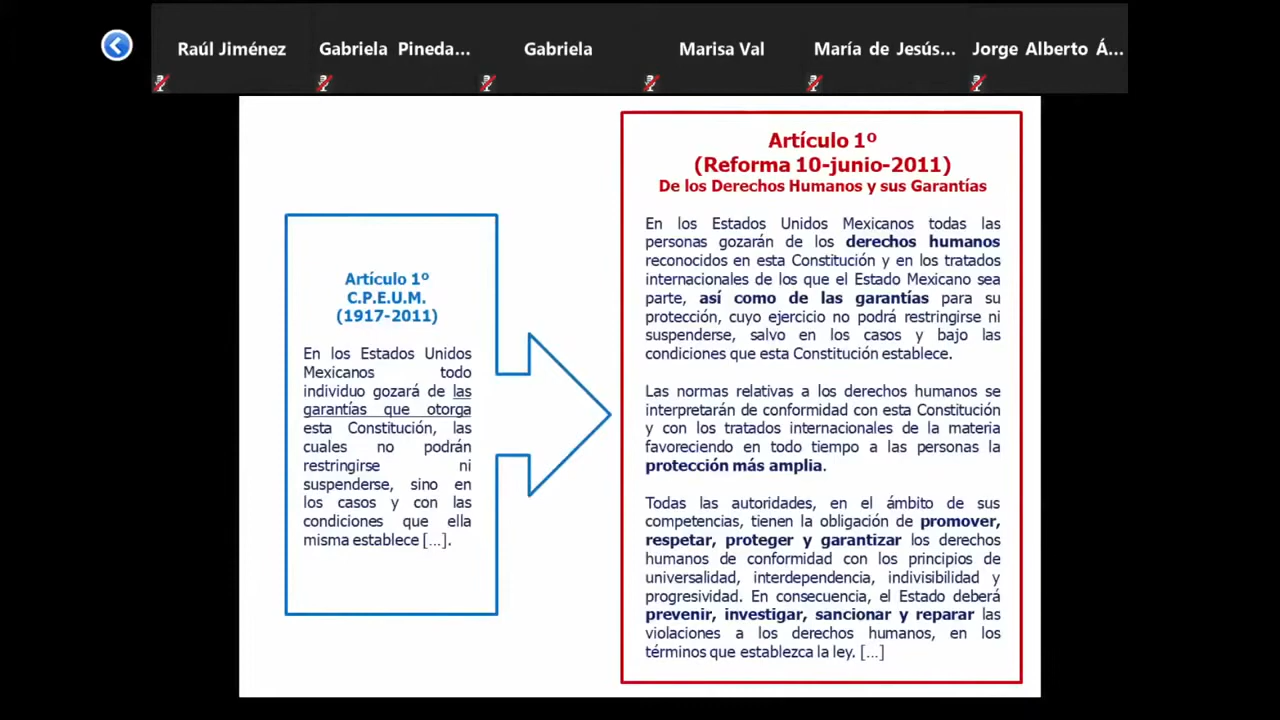 Raúl Jiménez
Gabriela Pineda...
Gabriela
Marisa Val
María de Jesús...
Jorge Alberto Á...
Artículo 1º
C.P.E.U.M.
(1917-2011)
En los Estados Unidos
Mexicanos todo
individuo gozará de las
garantías que otorga
esta Constitución, las
cuales no podrán
restringirse ni
suspenderse, sino en
los casos y con las
condiciones que ella
misma establece […].
Artículo 1º
(Reforma 10-junio-2011)
De los Derechos Humanos y sus Garantías
En los Estados Unidos Mexicanos todas las
personas gozarán de los derechos humanos
reconocidos en esta Constitución y en los tratados
internacionales de los que el Estado Mexicano sea
parte, así como de las garantías para su
protección, cuyo ejercicio no podrá restringirse ni
suspenderse, salvo en los casos y bajo las
condiciones que esta Constitución establece.
Las normas relativas a los derechos humanos se
interpretarán de conformidad con esta Constitución
y con los tratados internacionales de la materia
favoreciendo en todo tiempo a las personas la
protección más amplia.
Todas las autoridades, en el ámbito de sus
competencias, tienen la obligación de promover,
respetar, proteger y garantizar los derechos
humanos de conformidad con los principios de
universalidad, interdependencia, indivisibilidad y
progresividad. En consecuencia, el Estado deberá
prevenir, investigar, sancionar y reparar las
violaciones a los derechos humanos, en los
términos que establezca la ley. […]